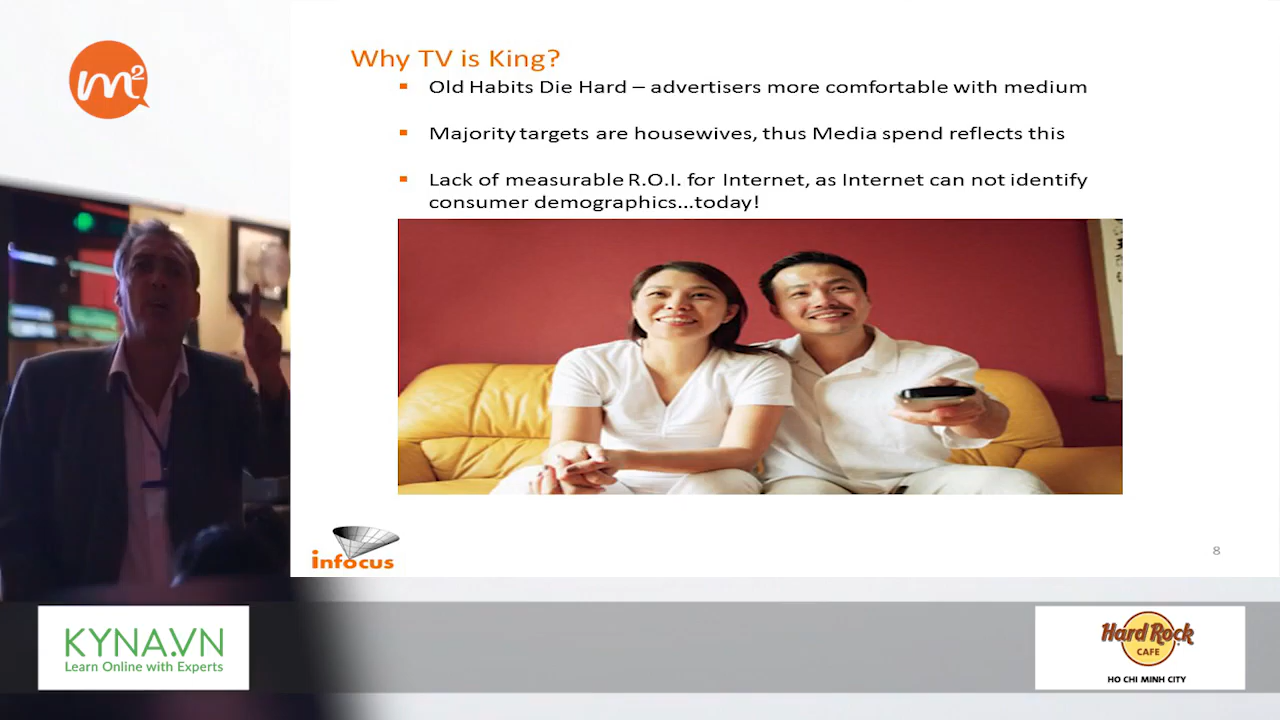 m2
Why TV is King?
Old Habits Die Hard – advertisers more comfortable with medium
Majority targets are housewives, thus Media spend reflects this
Lack of measurable R.O.I. for Internet, as Internet can not identify
consumer demographics...today!
infocus
8
KYNA.VN
Learn Online with Experts
Hard Rock
CAFE
HO CHI MINH CITY